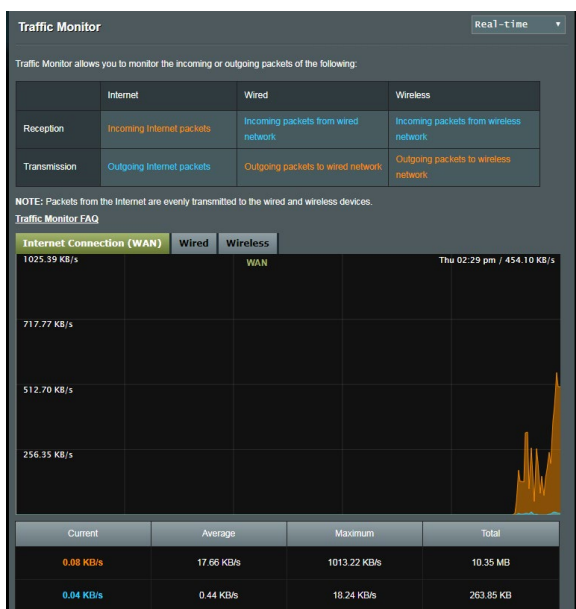 Traffic Monitor
Real-time
Traffic Monitor allows you to monitor the incoming or outgoing packets of the following:
Internet Wired Wireless
Reception Incoming Internet packets Incoming packets from wired network Incoming packets from wireless network
Transmission Outgoing Internet packets Outgoing packets to wired network Outgoing packets to wireless network
NOTE: Packets from the Internet are evenly transmitted to the wired and wireless devices.
Traffic Monitor FAQ
Internet Connection (WAN) Wired Wireless
1025.39 KB/s WAN Thu 02:29 pm / 454.10 KB/s
717.77 KB/s
512.70 KB/s
256.35 KB/s
Current Average Maximum Total
0.08 KB/s 17.66 KB/s 1013.22 KB/s 10.35 MB
0.04 KB/s 0.44 KB/s 18.24 KB/s 263.85 KB